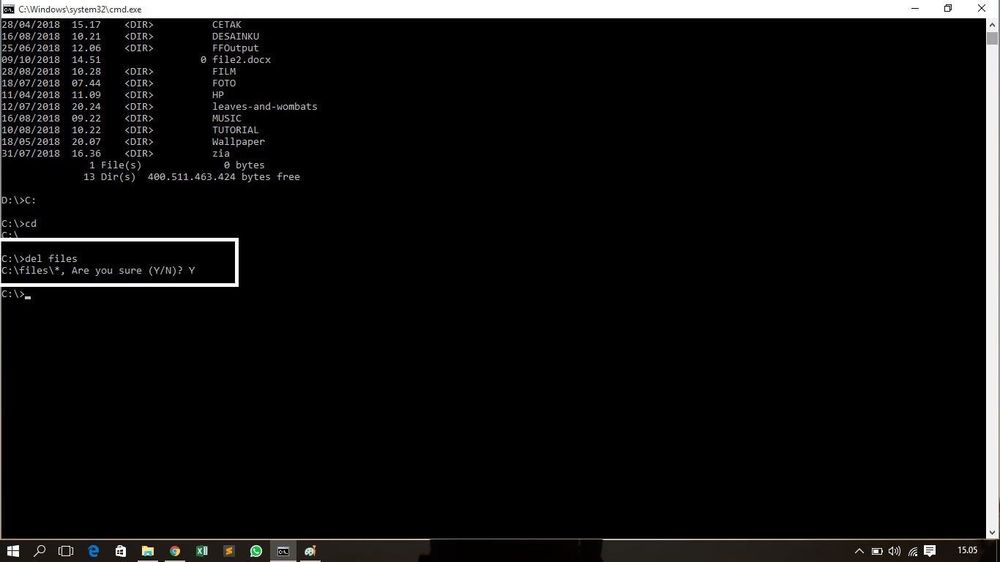 C:\Windows\system32\cmd.exe
28/04/2018  15.17    <DIR>          CETAK
16/08/2018  10.21    <DIR>          DESAINKU
25/06/2018  12.06    <DIR>          FFOutput
09/10/2018  14.51                 0 file2.docx
28/08/2018  10.28    <DIR>          FILM
18/07/2018  07.44    <DIR>          FOTO
11/04/2018  11.09    <DIR>          HP
12/07/2018  20.24    <DIR>          leaves-and-wombats
16/08/2018  09.22    <DIR>          MUSIC
10/08/2018  10.22    <DIR>          TUTORIAL
18/05/2018  20.07    <DIR>          Wallpaper
31/07/2018  16.36    <DIR>          zia
               1 File(s)              0 bytes
              13 Dir(s)  400.511.463.424 bytes free
D:\>C:
C:\>cd
C:\
C:\>del files
C:\files\*, Are you sure (Y/N)? Y
C:\>
15.05